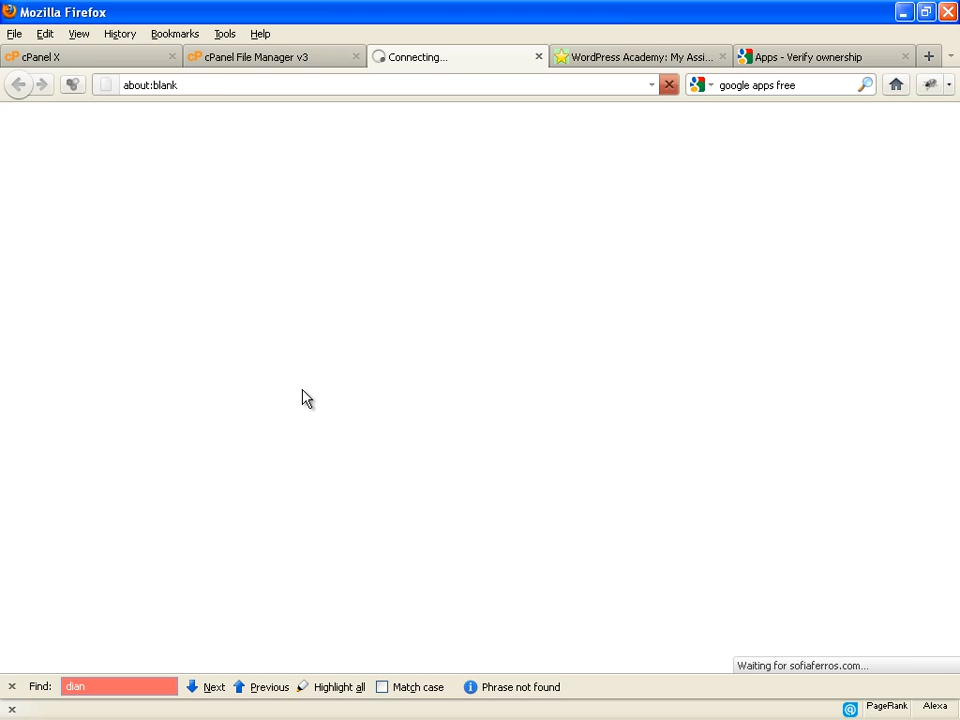 Mozilla Firefox
File Edit View History Bookmarks Tools Help
cP cPanel X cP cPanel File Manager v3 Connecting... WordPress Academy: My Assi... Apps - Verify ownership
about:blank google apps free
Waiting for sofiaferros.com...
Find: dian Next Previous Highlight all Match case Phrase not found
@ PageRank Alexa